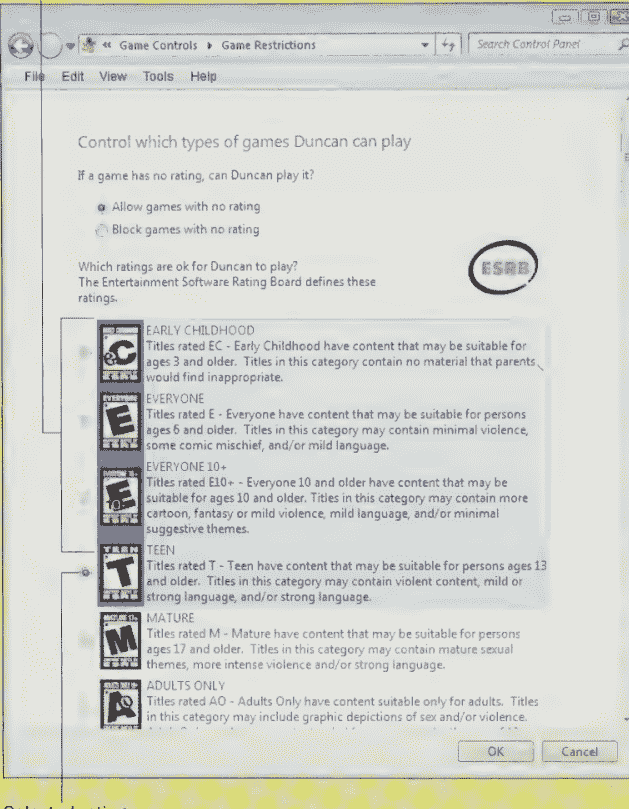 « Game Controls ▸ Game Restrictions
Search Control Panel
File Edit View Tools Help
Control which types of games Duncan can play
If a game has no rating, can Duncan play it?
Allow games with no rating
Block games with no rating
Which ratings are ok for Duncan to play?
The Entertainment Software Rating Board defines these
ratings.
ESRB
EARLY CHILDHOOD
Titles rated EC - Early Childhood have content that may be suitable for
ages 3 and older. Titles in this category contain no material that parents
would find inappropriate.
EVERYONE
Titles rated E - Everyone have content that may be suitable for persons
ages 6 and older. Titles in this category may contain minimal violence,
some comic mischief, and/or mild language.
EVERYONE 10+
Titles rated E10+ - Everyone 10 and older have content that may be
suitable for ages 10 and older. Titles in this category may contain more
cartoon, fantasy or mild violence, mild language, and/or minimal
suggestive themes.
TEEN
T
TEEN
Titles rated T - Teen have content that may be suitable for persons ages 13
and older. Titles in this category may contain violent content, mild or
strong language, and/or strong language.
M
MATURE
Titles rated M - Mature have content that may be suitable for persons
ages 17 and older. Titles in this category may contain mature sexual
themes, more intense violence and/or strong language.
ADULTS ONLY
Titles rated AO - Adults Only have content suitable only for adults. Titles
in this category may include graphic depictions of sex and/or violence.
OK Cancel